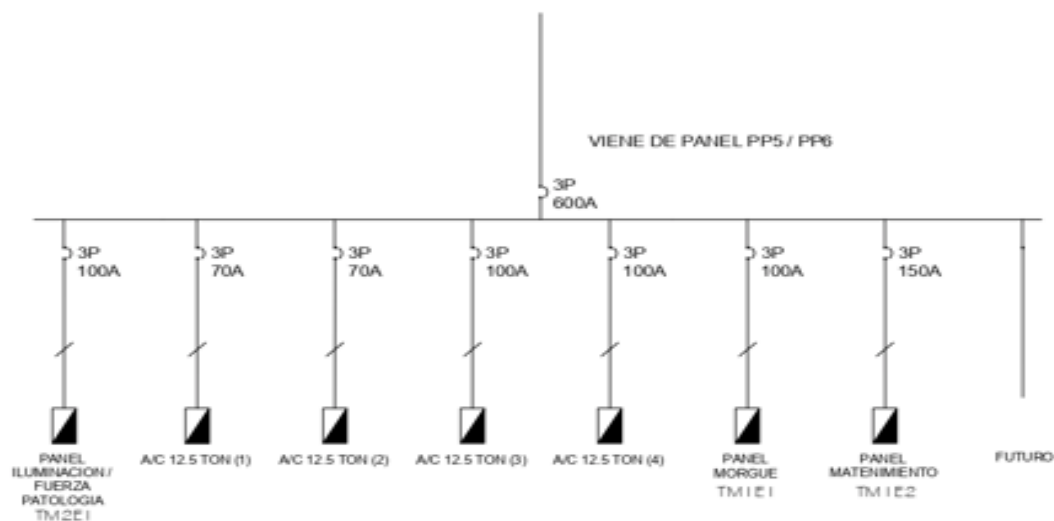 VIENE DE PANEL PP5 / PP6
3P
600A
3P
100A
3P
70A
3P
70A
3P
100A
3P
100A
3P
100A
3P
150A
PANEL
ILUMINACION /
FUERZA
PATOLOGIA
TM2E1
A/C 12.5 TON (1)
A/C 12.5 TON (2)
A/C 12.5 TON (3)
A/C 12.5 TON (4)
PANEL
MORGUE
TM1E1
PANEL
MATENIMIENTO
TM1E2
FUTURO